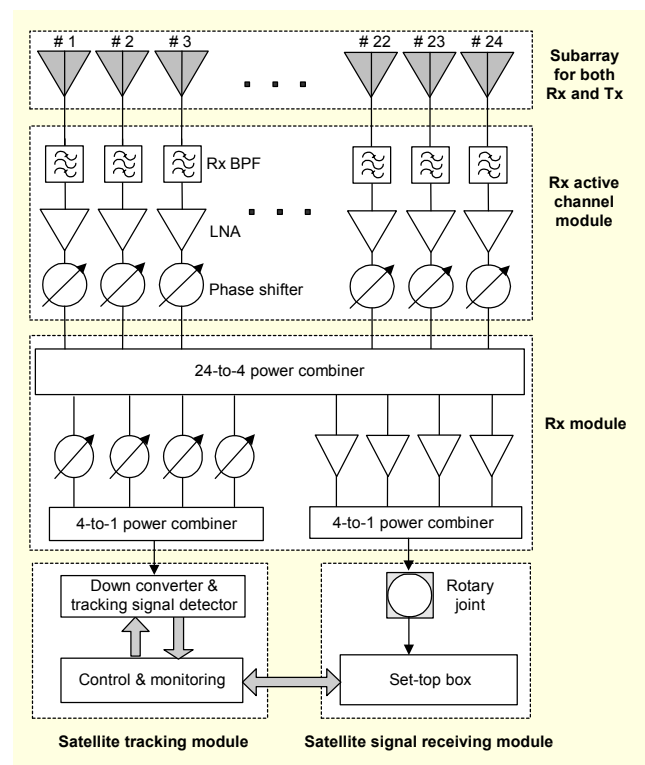 # 1 # 2 # 3 # 22 # 23 # 24
Subarray
for both
Rx and Tx
Rx BPF
LNA
Phase shifter
Rx active
channel
module
24-to-4 power combiner
Rx module
4-to-1 power combiner
4-to-1 power combiner
Down converter &
tracking signal detector
Rotary
joint
Control & monitoring
Set-top box
Satellite tracking module
Satellite signal receiving module